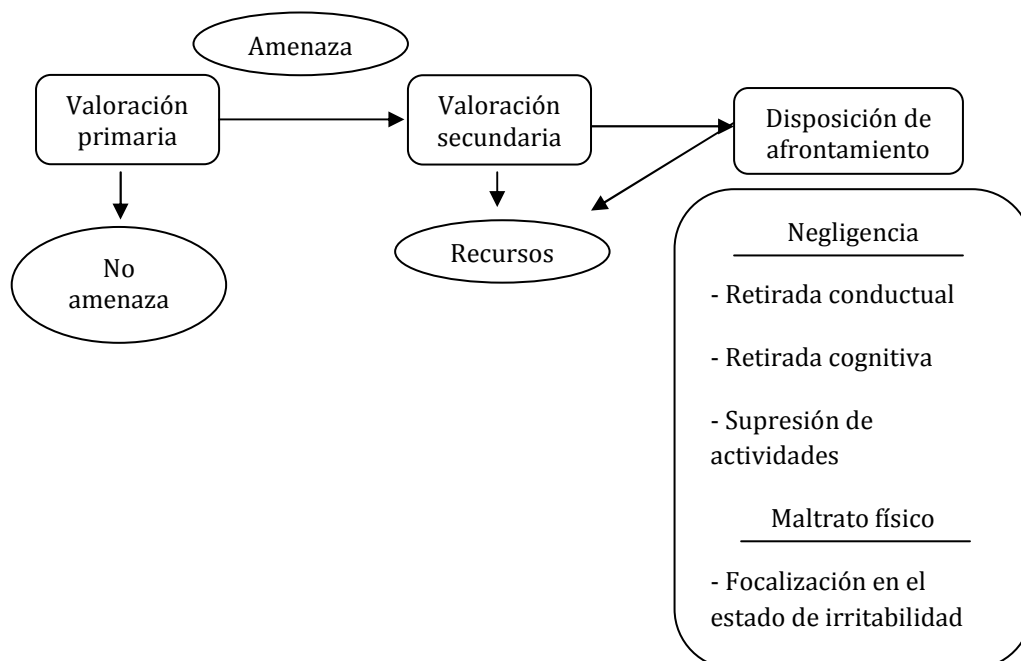 Amenaza
Valoración
primaria
Valoración
secundaria
Disposición de
afrontamiento
No
amenaza
Recursos
Negligencia
- Retirada conductual
- Retirada cognitiva
- Supresión de
actividades
Maltrato físico
- Focalización en el
estado de irritabilidad